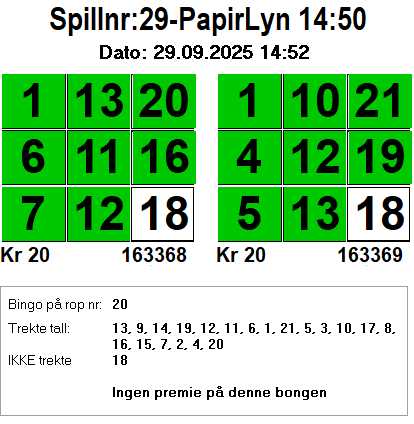 Spillnr:29-PapirLyn 14:50
Dato: 29.09.2025 14:52
1 13 20 1 10 21
6 11 16 4 12 19
7 12 18 5 13 18
Kr 20 163368 Kr 20 163369
Bingo på rop nr: 20
Trekte tall: 13, 9, 14, 19, 12, 11, 6, 1, 21, 5, 3, 10, 17, 8,
16, 15, 7, 2, 4, 20
IKKE trekte 18
Ingen premie på denne bongen